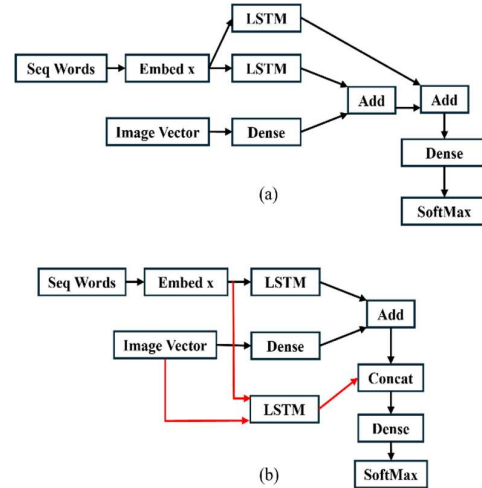 LSTM
Seq Words
Embed x
LSTM
Add
Add
Image Vector
Dense
Dense
SoftMax
(a)
Seq Words
Embed x
LSTM
Add
Image Vector
Dense
Concat
LSTM
Dense
SoftMax
(b)